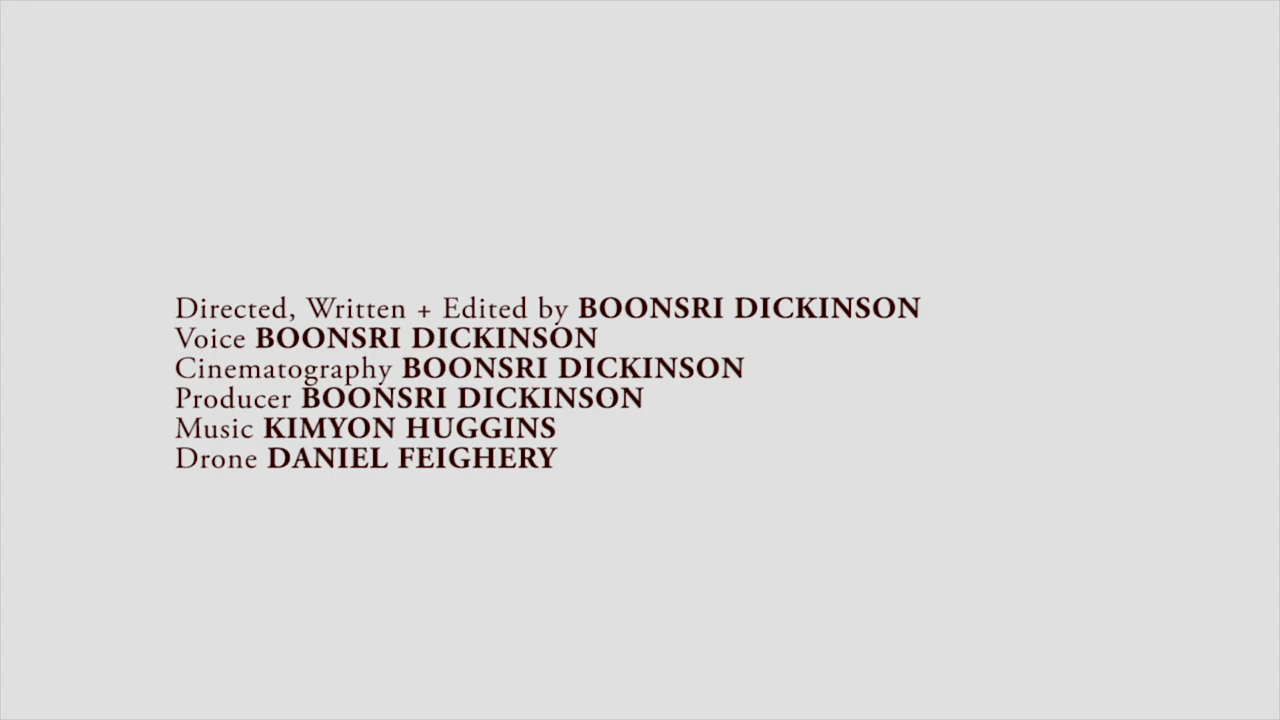 Directed, Written + Edited by BOONSRI DICKINSON
Voice BOONSRI DICKINSON
Cinematography BOONSRI DICKINSON
Producer BOONSRI DICKINSON
Music KIMYON HUGGINS
Drone DANIEL FEIGHERY